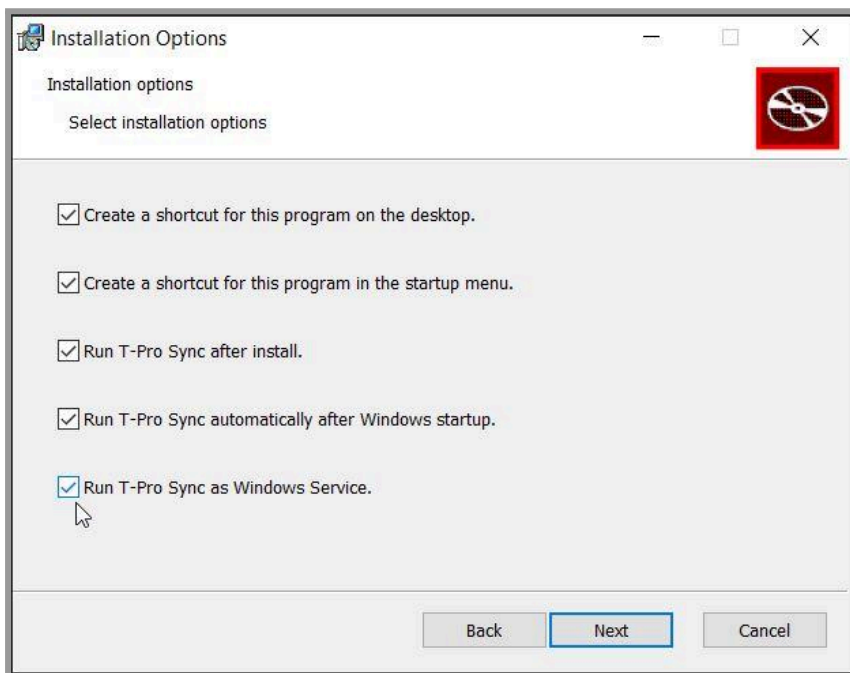 Installation Options
Installation options
Select installation options
Create a shortcut for this program on the desktop.
Create a shortcut for this program in the startup menu.
Run T-Pro Sync after install.
Run T-Pro Sync automatically after Windows startup.
Run T-Pro Sync as Windows Service.
Back Next Cancel